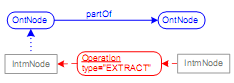 partOf
OntNode
OntNode
Operation
type="EXTRACT"
IntmNode
IntmNode